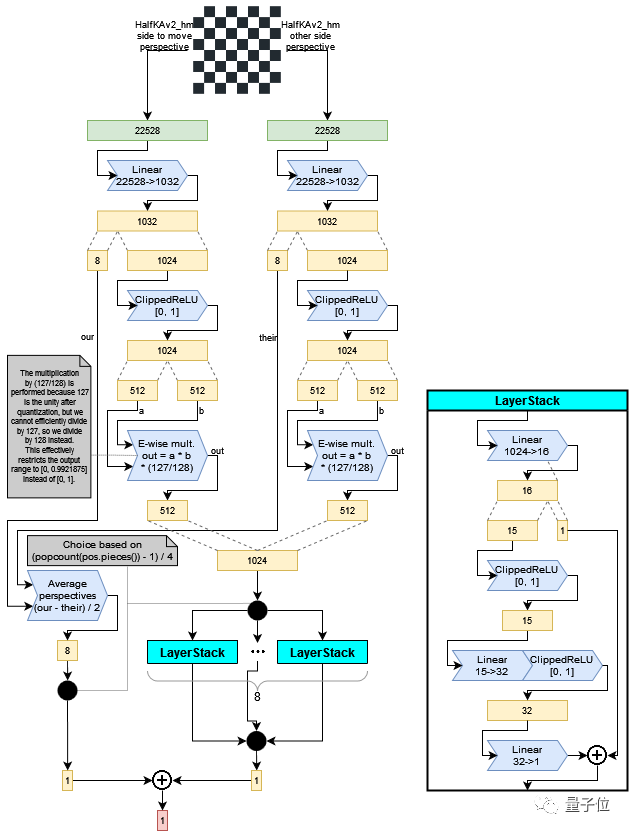 HalfKAv2_hm
side to move
perspective
HalfKAv2_hm
other side
perspective
22528
22528
Linear
22528->1032
Linear
22528->1032
1032
1032
8
1024
8
1024
ClippedReLU
[0, 1]
ClippedReLU
[0, 1]
our
their
1024
1024
The multiplication
by (127/128) is
performed because 127
is the unity after
quantization, but we
cannot efficiently divide
by 127, so we divide
by 128 instead.
This effectively
restricts the output
range to [0, 0.9921875]
instead of [0, 1].
512
512
512
512
a
b
a
b
E-wise mult.
out = a * b
* (127/128)
out
E-wise mult.
out = a * b
* (127/128)
out
512
512
Choice based on
(popcount(pos.pieces()) - 1) / 4
1024
Average
perspectives
(our - their) / 2
8
LayerStack
...
LayerStack
8
1
1
1
LayerStack
Linear
1024->16
16
15
1
ClippedReLU
[0, 1]
15
Linear
15->32
ClippedReLU
[0, 1]
32
Linear
32->1
量子位